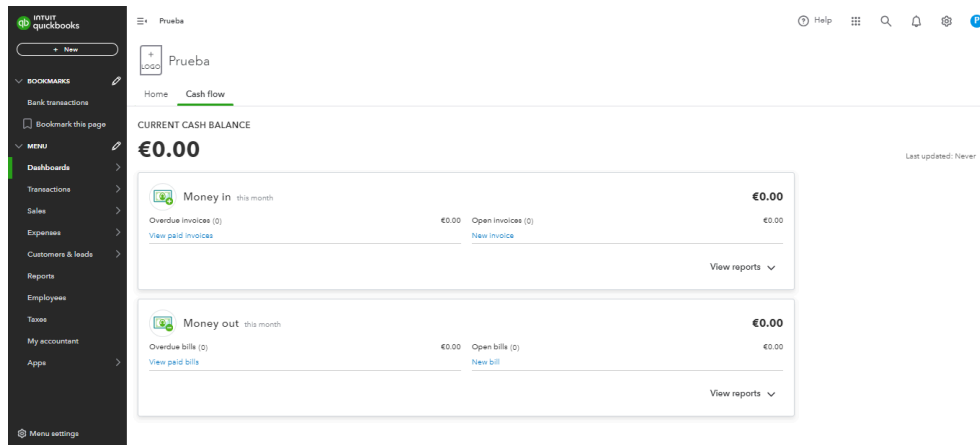 INTUIT
quickbooks
+ New
BOOKMARKS
Bank transactions
Bookmark this page
MENU
Dashboards
Transactions
Sales
Expenses
Customers & leads
Reports
Employees
Taxes
My accountant
Apps
Menu settings
Prueba
Help
P
+
LOGO
Prueba
Home Cash flow
CURRENT CASH BALANCE
€0.00
Last updated: Never
Money in this month €0.00
Overdue invoices (0) €0.00 Open invoices (0) €0.00
View paid invoices New invoice
View reports
Money out this month €0.00
Overdue bills (0) €0.00 Open bills (0) €0.00
View paid bills New bill
View reports